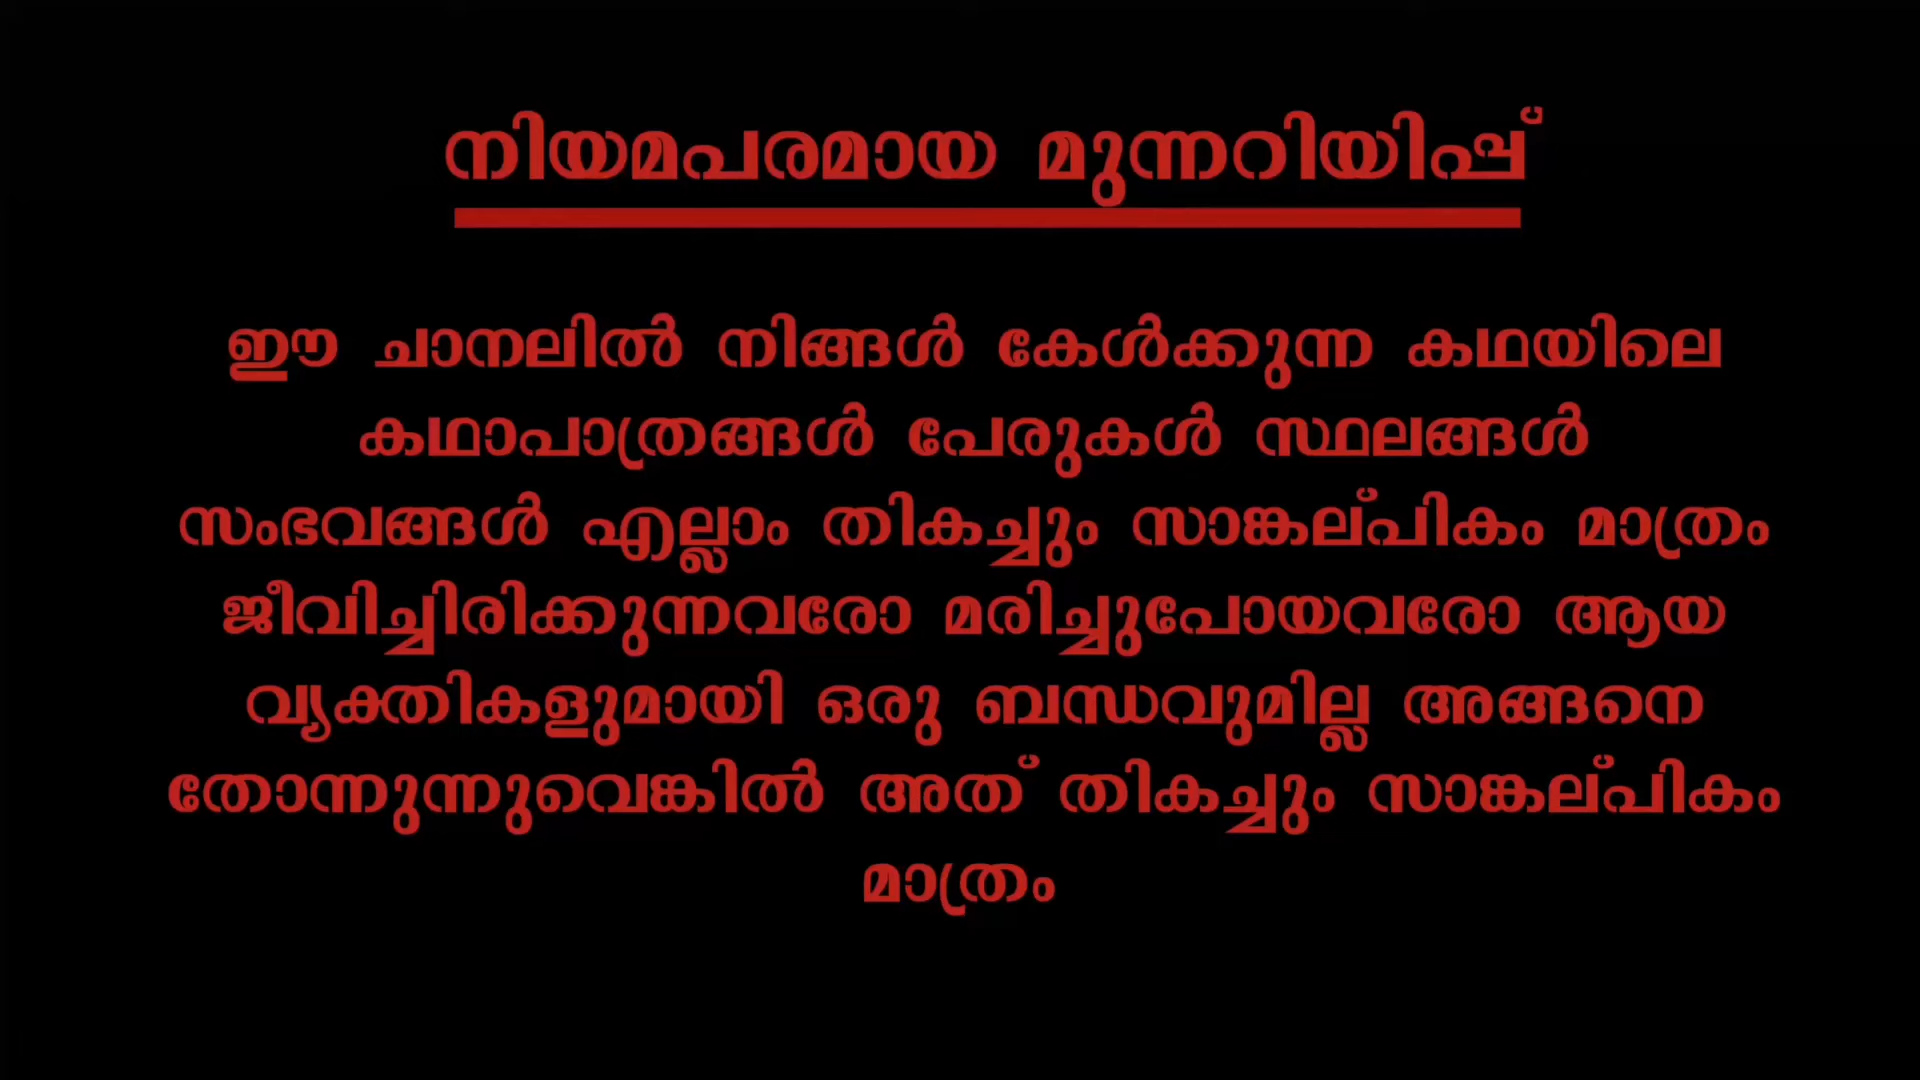 നിയമപരമായ മുന്നറിയിപ്പ്
ഈ ചാനലിൽ നിങ്ങൾ കേൾക്കുന്ന കഥയിലെ
കഥാപാത്രങ്ങൾ പേരുകൾ സ്ഥലങ്ങൾ
സംഭവങ്ങൾ എല്ലാം തികച്ചും സാങ്കല്പികം മാത്രം
ജീവിച്ചിരിക്കുന്നവരോ മരിച്ചുപോയവരോ ആയ
വ്യക്തികളുമായി ഒരു ബന്ധവുമില്ല അങ്ങനെ
തോന്നുന്നുവെങ്കിൽ അത് തികച്ചും സാങ്കല്പികം
മാത്രം